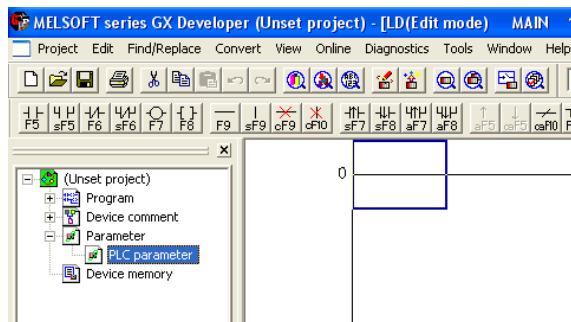 MELSOFT series GX Developer (Unset project) - [LD(Edit mode) MAIN
Project Edit Find/Replace Convert View Online Diagnostics Tools Window Help
F5 sF5 F6 sF6 F7 F8 F9 sF9 cF9 cF10 sF7 sF8 aF7 aF8 aF5 caF5 caF10
(Unset project)
0
Program
Device comment
Parameter
PLC parameter
Device memory